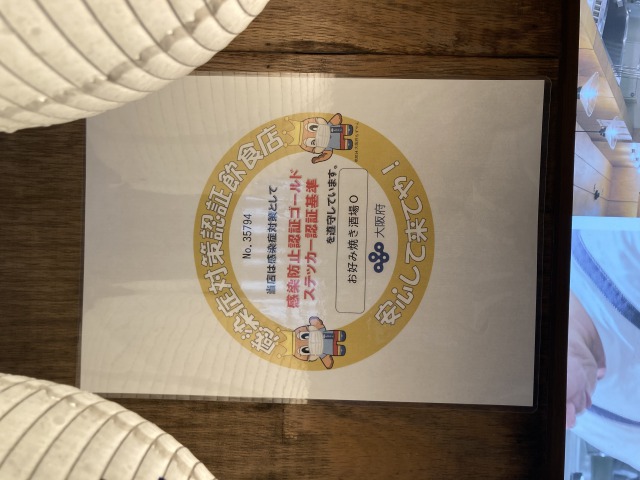 感染症対策認証飲食店
No.35794
当店は感染症対策として
感染防止認証ゴールド
ステッカー認証基準
を遵守しています。
お好み焼き酒場O
大阪府
安心して来てや!